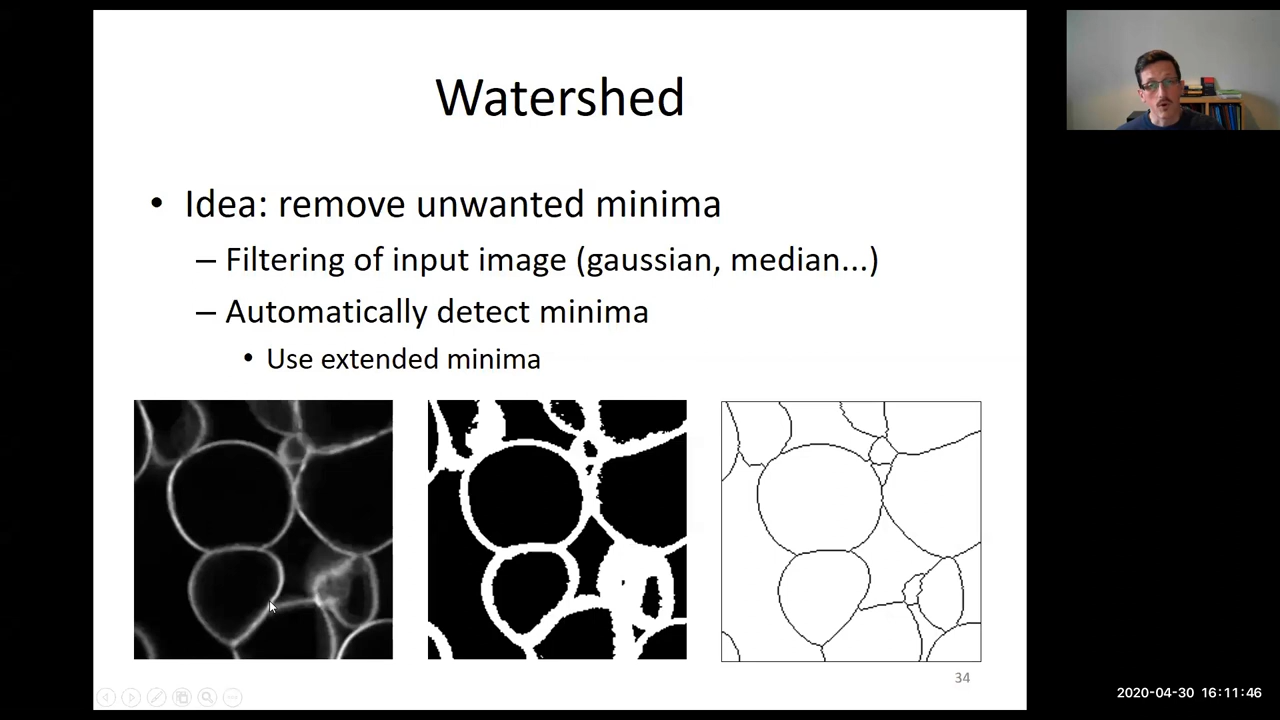 Watershed
• Idea: remove unwanted minima
– Filtering of input image (gaussian, median...)
– Automatically detect minima
• Use extended minima
34
2020-04-30 16:11:46